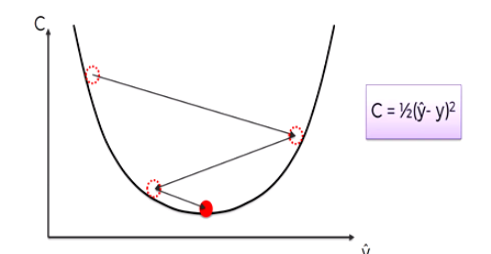 C
C = ½(ŷ- y)²
ŷ